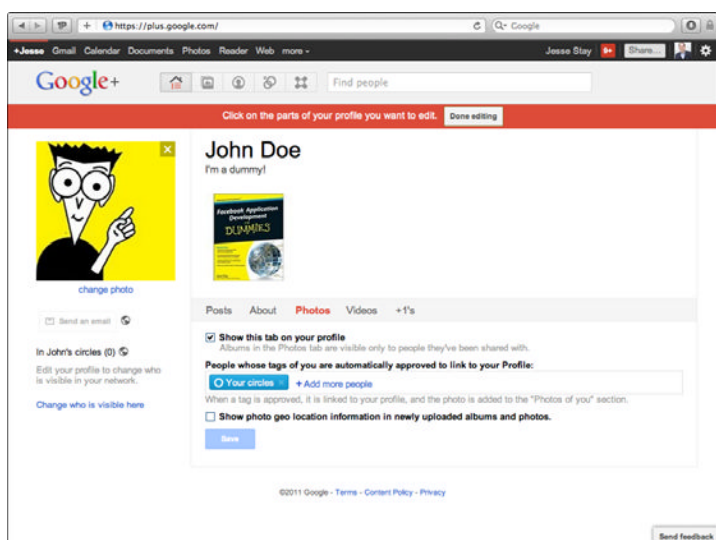 https://plus.google.com/
Google
+Jesse Gmail Calendar Documents Photos Reader Web more
Jesse Stay
Share...
Google+
Find people
Click on the parts of your profile you want to edit. Done editing
John Doe
I'm a dummy!
Facebook Application
Development
FOR
DUMMIES
change photo
Posts About Photos Videos +1's
Send an email
Show this tab on your profile
Albums in the Photos tab are visible only to people they've been shared with.
In John's circles (0)
People whose tags of you are automatically approved to link to your Profile:
Edit your profile to change who
is visible in your network.
Your circles × + Add more people
Change who is visible here
When a tag is approved, it is linked to your profile, and the photo is added to the "Photos of you" section.
Show photo geo location information in newly uploaded albums and photos.
Save
©2011 Google - Terms - Content Policy - Privacy
Send feedback